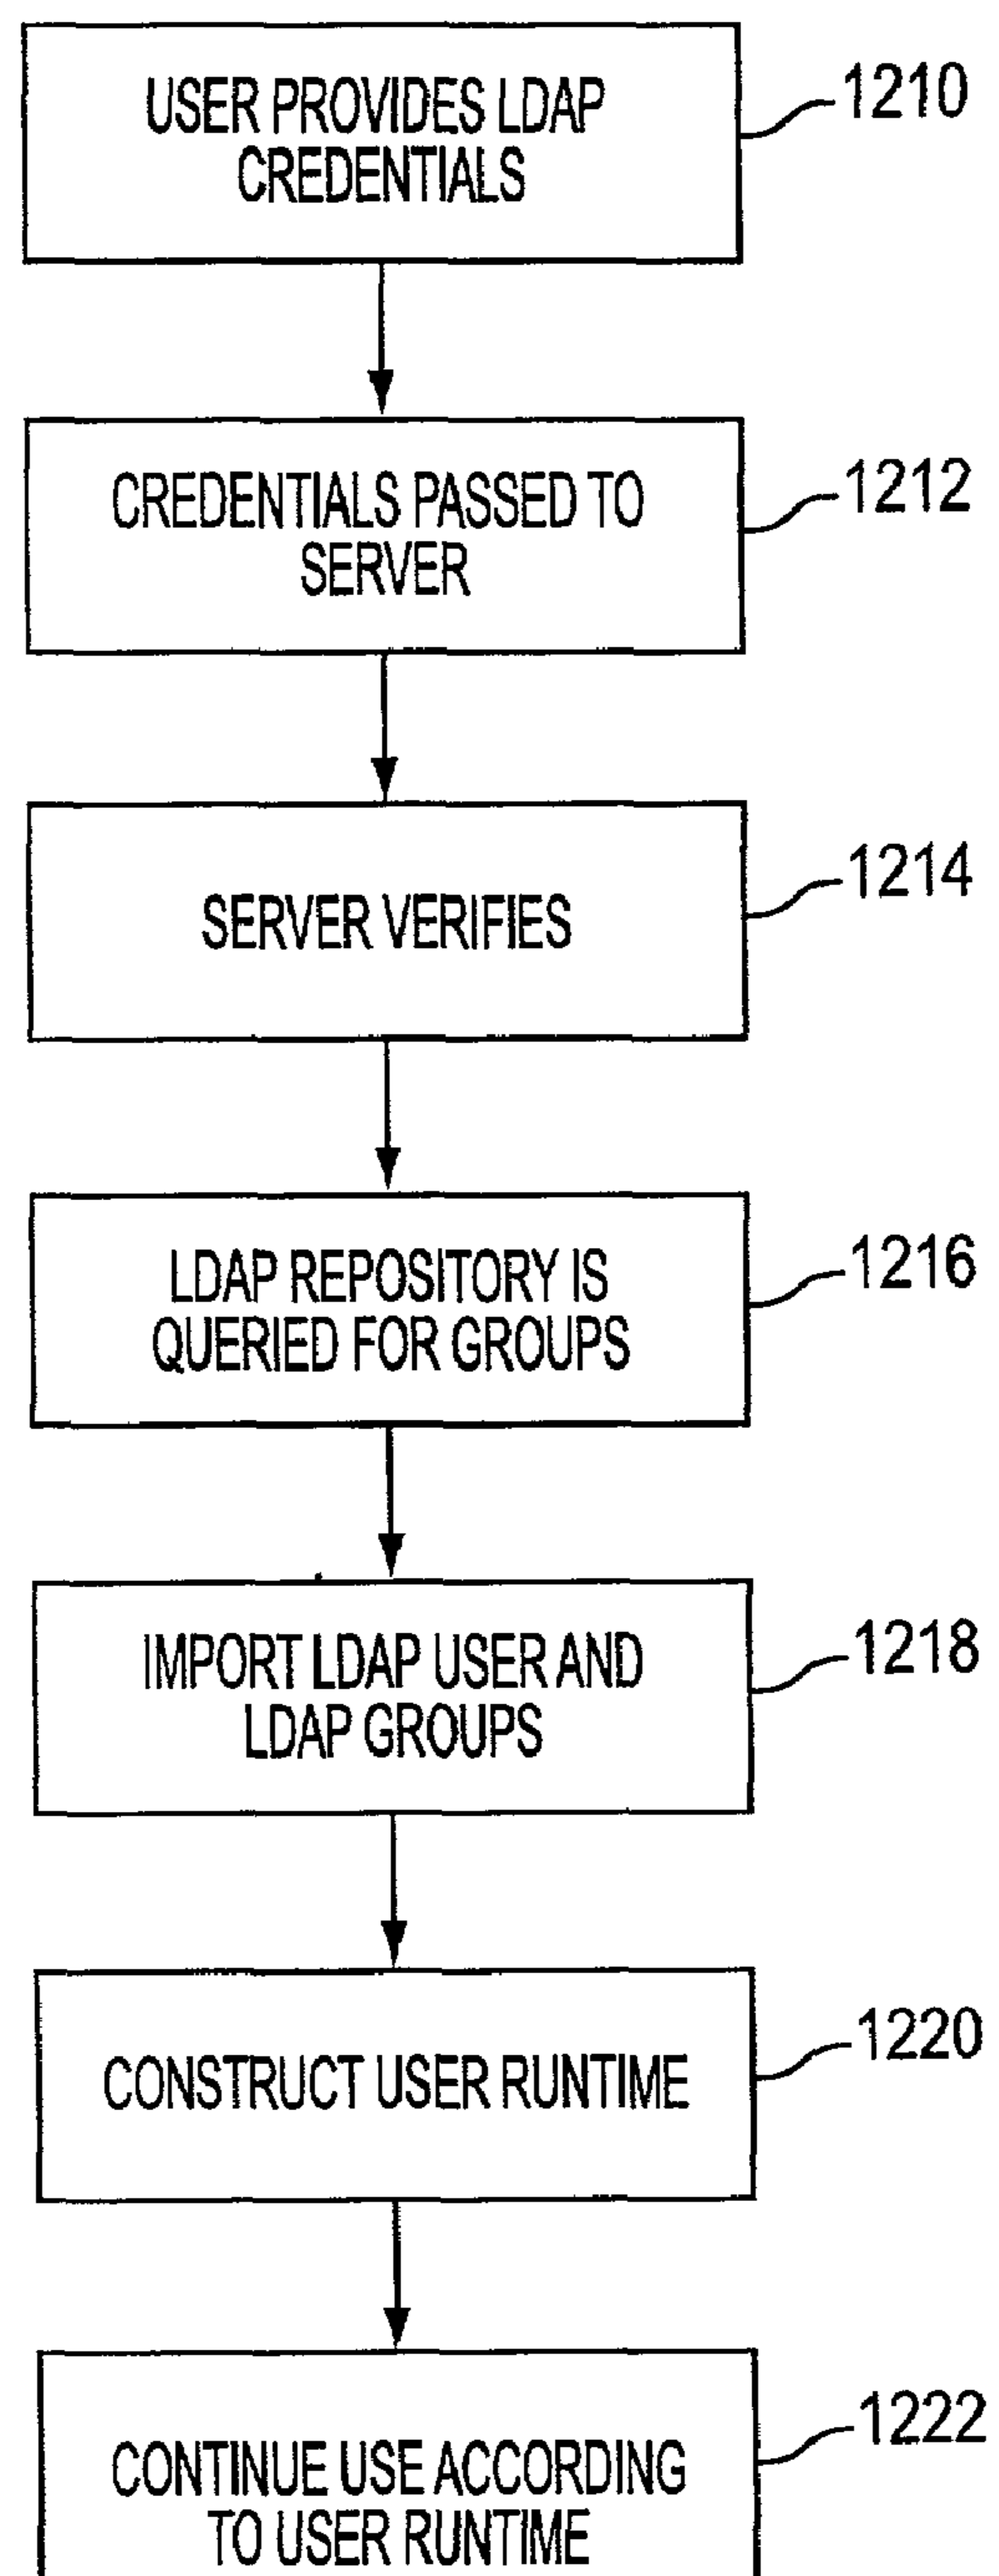 USER PROVIDES LDAP
CREDENTIALS
1210
CREDENTIALS PASSED TO
SERVER
1212
SERVER VERIFIES
1214
LDAP REPOSITORY IS
QUERIED FOR GROUPS
1216
IMPORT LDAP USER AND
LDAP GROUPS
1218
CONSTRUCT USER RUNTIME
1220
CONTINUE USE ACCORDING
TO USER RUNTIME
1222